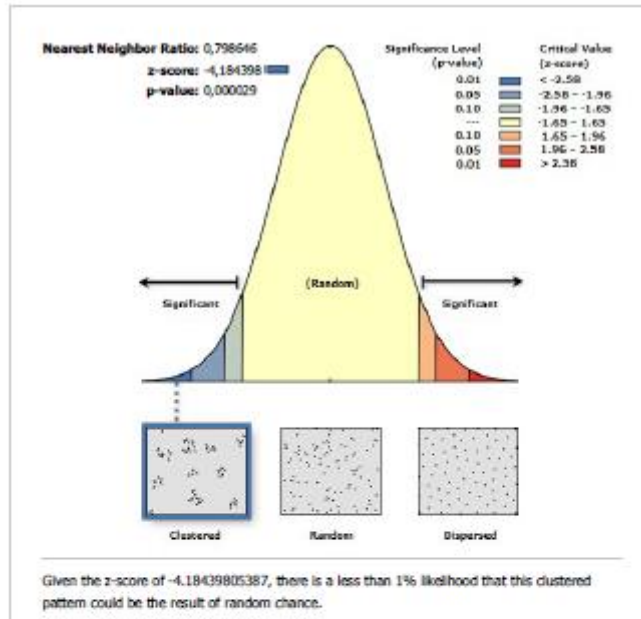 Nearest Neighbor Ratio: 0,798646
z-score: -4,184398
p-value: 0,000029
Significance Level (p-value)
Critical Value (z-score)
0.01 < -2.58
0.05 -2.58 – -1.96
0.10 -1.96 – -1.65
---- -1.65 – 1.65
0.10 1.65 – 1.96
0.05 1.96 – 2.58
0.01 > 2.58
(Random)
Significant
Significant
Clustered
Random
Dispersed
Given the z-score of -4.18439805387, there is a less than 1% likelihood that this clustered
pattern could be the result of random chance.